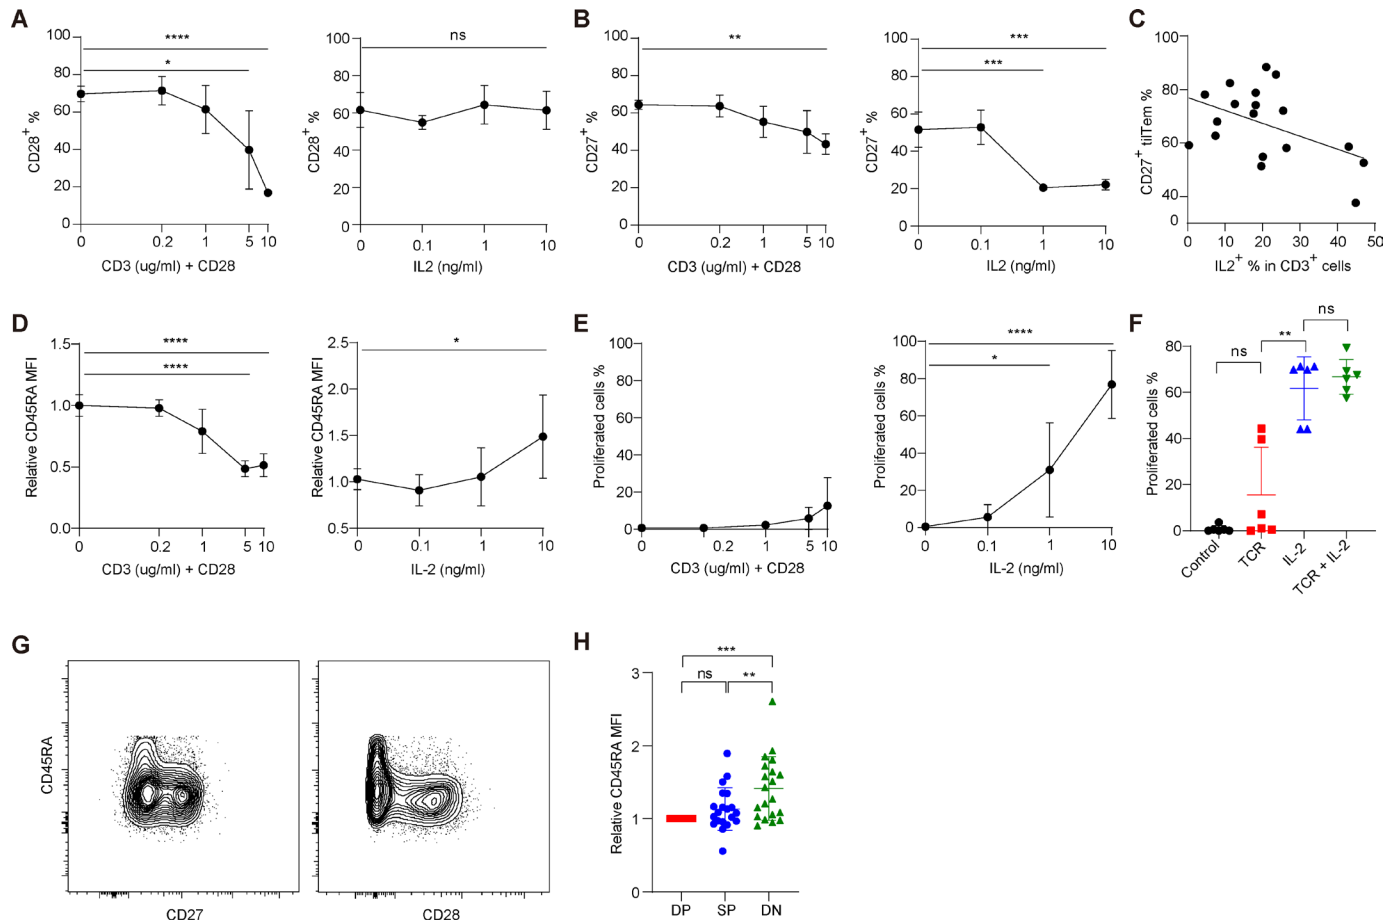 A
100
80
60
40
20
0
CD28+ %
****
*
0 0.2 1 5 10
CD3 (ug/ml) + CD28
100
80
60
40
20
0
CD28+ %
ns
0 0.1 1 10
IL2 (ng/ml)
B
100
80
60
40
20
0
CD27+ %
**
0 0.2 1 5 10
CD3 (ug/ml) + CD28
100
80
60
40
20
0
CD27+ %
***
***
0 0.1 1 10
IL2 (ng/ml)
C
100
80
60
40
0
CD27+ tilTem %
0 10 20 30 40 50
IL2+ % in CD3+ cells
D
1.5
1.0
0.5
0.0
Relative CD45RA MFI
****
****
0 0.2 1 5 10
CD3 (ug/ml) + CD28
2.5
2.0
1.5
1.0
0.5
Relative CD45RA MFI
*
0 0.1 1 10
IL-2 (ng/ml)
E
100
80
60
40
20
0
Proliferated cells %
0 0.2 1 5 10
CD3 (ug/ml) + CD28
100
80
60
40
20
0
Proliferated cells %
****
*
0 0.1 1 10
IL-2 (ng/ml)
F
80
60
40
20
0
Proliferated cells %
ns
**
ns
Control
TCR
IL-2
TCR + IL-2
G
CD45RA
CD27
CD28
H
3
2
1
0
Relative CD45RA MFI
***
ns
**
DP SP DN